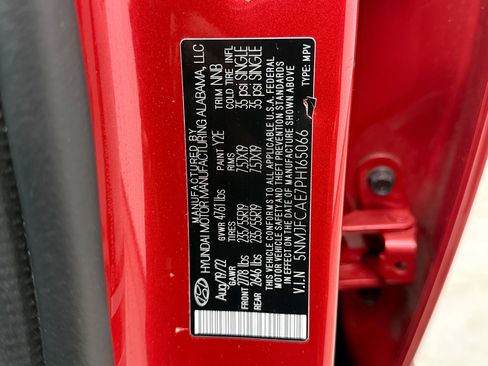 MANUFACTURED BY
HYUNDAI MOTOR MANUFACTURING ALABAMA, LLC
Aug/19/22 GVWR 4761 lbs PAINT Y2E TRIM NNB
GAWR TIRES RIMS COLD TIRE INFL
FRONT 2778 lbs 235/55R19 7.5JX19 35 psi SINGLE
REAR 2646 lbs 235/55R19 7.5JX19 35 psi SINGLE
THIS VEHICLE CONFORMS TO ALL APPLICABLE U.S.A. FEDERAL
MOTOR VEHICLE SAFETY AND THEFT PREVENTION STANDARDS
IN EFFECT ON THE DATE OF MANUFACTURE SHOWN ABOVE
V.I.N 5NMJFCAE7PH165066 TYPE: MPV